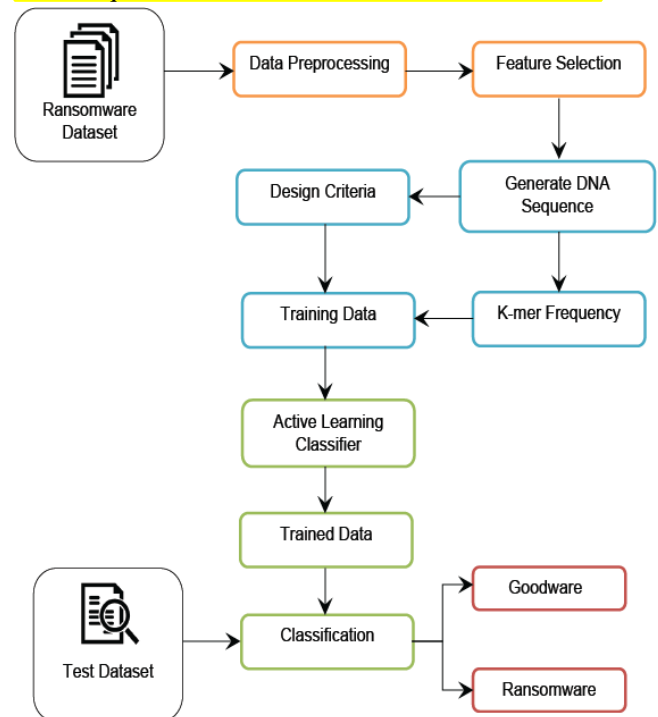 Ransomware
Dataset
Data Preprocessing
Feature Selection
Design Criteria
Generate DNA
Sequence
Training Data
K-mer Frequency
Active Learning
Classifier
Trained Data
Test Dataset
Classification
Goodware
Ransomware